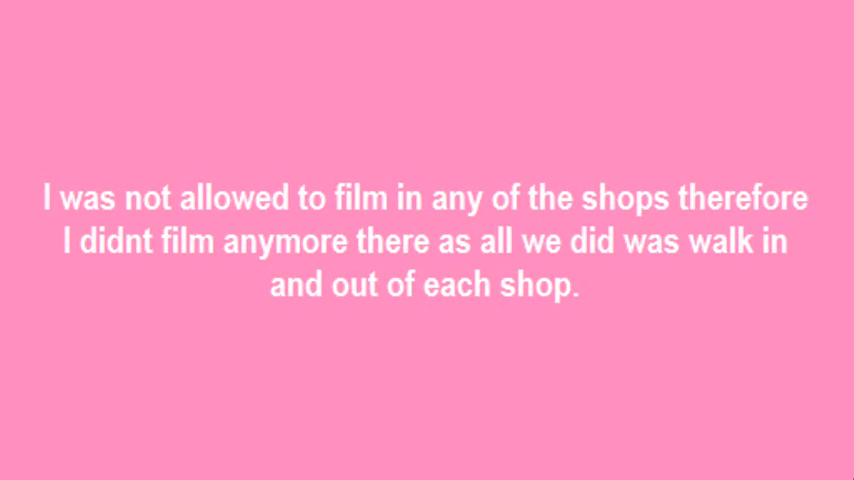 I was not allowed to film in any of the shops therefore
I didnt film anymore there as all we did was walk in
and out of each shop.